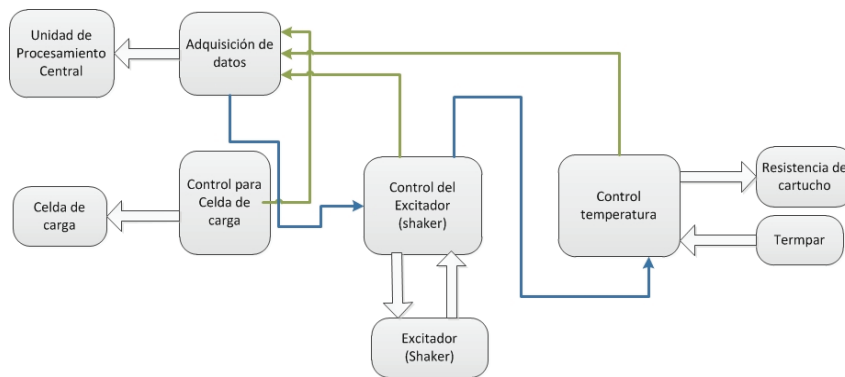 Unidad de
Procesamiento
Central
Adquisición de
datos
Celda de
carga
Control para
Celda de
carga
Control del
Excitador
(shaker)
Control
temperatura
Resistencia de
cartucho
Termpar
Excitador
(Shaker)